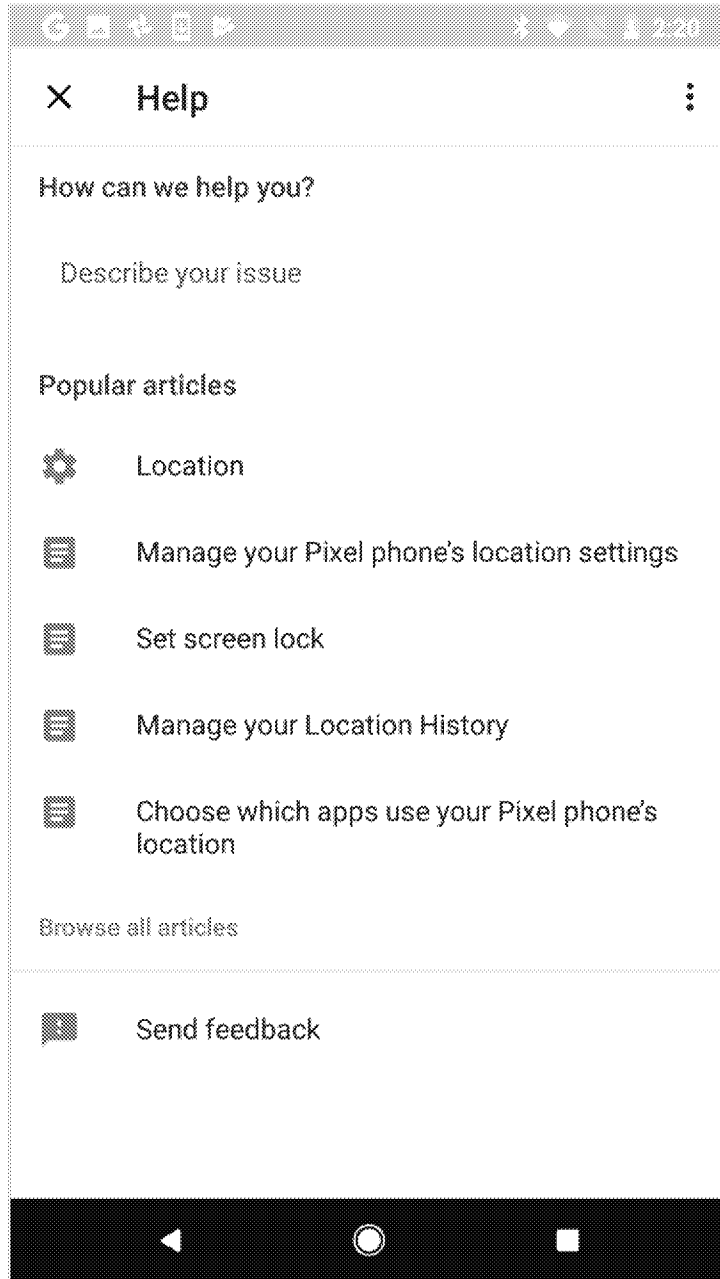 2:20
Help
How can we help you?
Describe your issue
Popular articles
Location
Manage your Pixel phone's location settings
Set screen lock
Manage your Location History
Choose which apps use your Pixel phone's
location
Browse all articles
Send feedback